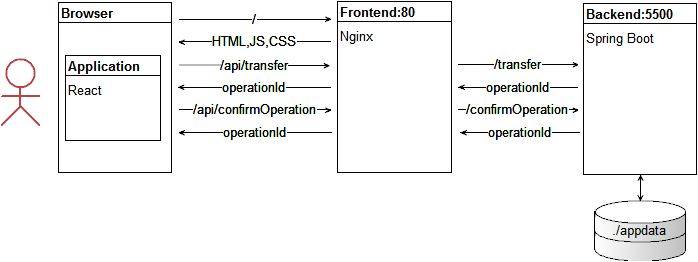 Browser
Application
React
/
HTML,JS,CSS
/api/transfer
operationId
/api/confirmOperation
operationId
Frontend:80
Nginx
/transfer
operationId
/confirmOperation
operationId
Backend:5500
Spring Boot
./appdata